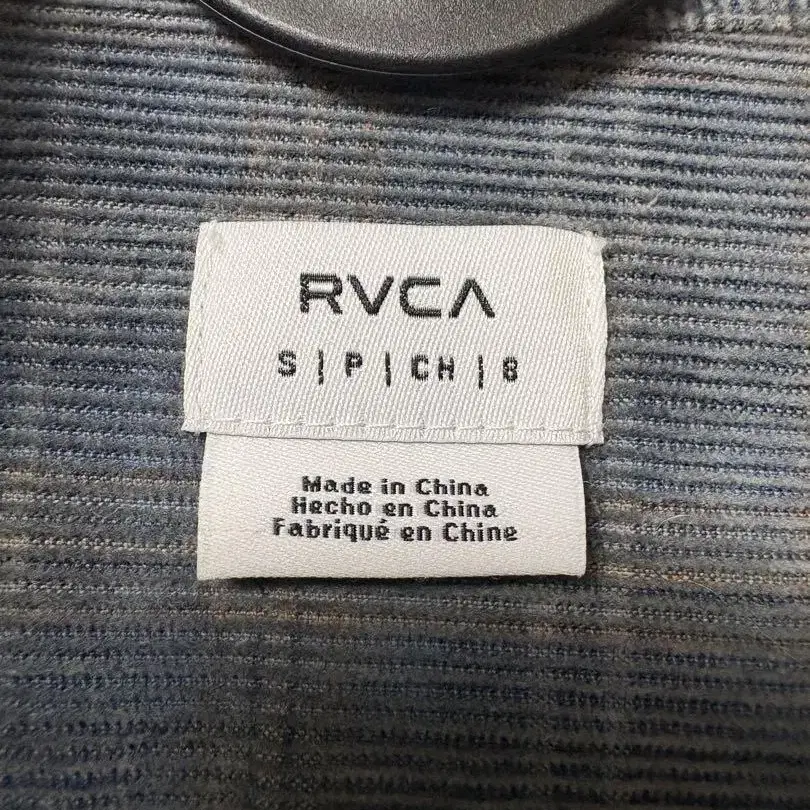 RVCA
S | P | CH | 8
Made in China
Hecho en China
Fabriqué en Chine